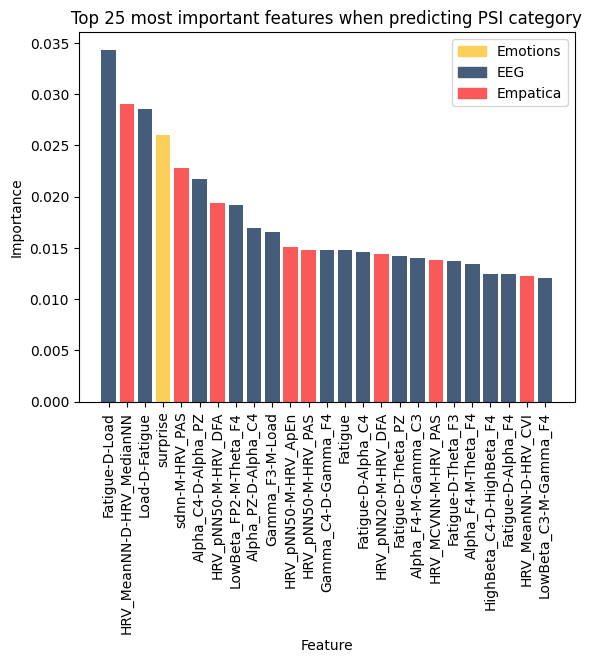 Top 25 most important features when predicting PSI category
Emotions
EEG
Empatica
Importance
0.035
0.030
0.025
0.020
0.015
0.010
0.005
0.000
Fatigue-D-Load
HRV_MeanNN-D-HRV_MedianNN
Load-D-Fatigue
surprise
sdnn-M-HRV_PAS
Alpha_C4-D-Alpha_PZ
HRV_pNN50-M-HRV_DFA
LowBeta_FP2-M-Theta_F4
Alpha_PZ-D-Alpha_C4
Gamma_F3-M-Load
HRV_pNN50-M-HRV_ApEn
HRV_pNN50-M-HRV_PAS
Gamma_C4-D-Gamma_F4
Fatigue
Fatigue-D-Alpha_C4
HRV_pNN20-M-HRV_DFA
Fatigue-D-Theta_PZ
Alpha_F4-M-Gamma_C3
HRV_MCVNN-M-HRV_PAS
Fatigue-D-Theta_F3
Alpha_F4-M-Theta_F4
HighBeta_C4-D-HighBeta_F4
Fatigue-D-Alpha_F4
HRV_MeanNN-D-HRV_CVI
LowBeta_C3-M-Gamma_F4
Feature